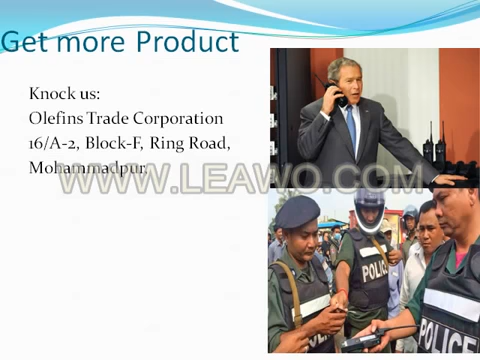 Get more Product
Knock us:
Olefins Trade Corporation
16/A-2, Block-F, Ring Road,
Mohammadpur.
WWW.LEAWO.COM
POLICE
POLICE